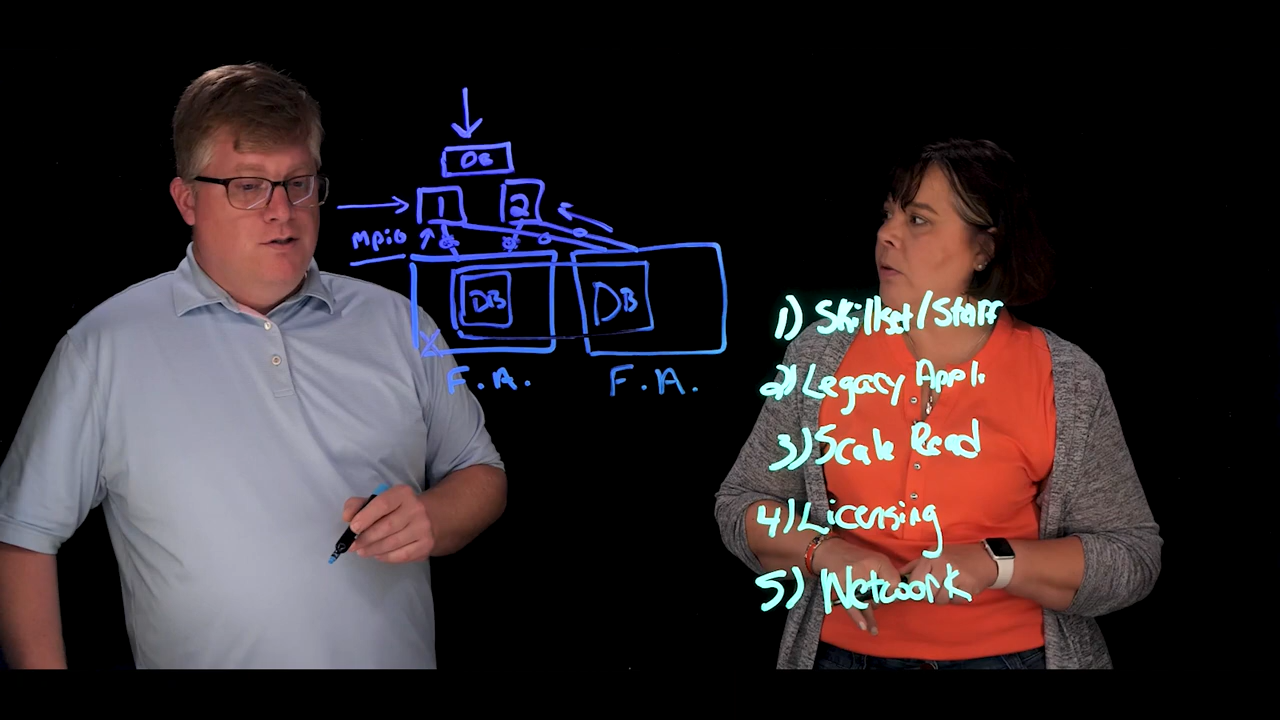 DB
1 2
MPIO
DB DB
X
F.A. F.A.
1) Skillset/Staff
2) Legacy Appl.
3) Scale Read
4) Licensing
5) Network